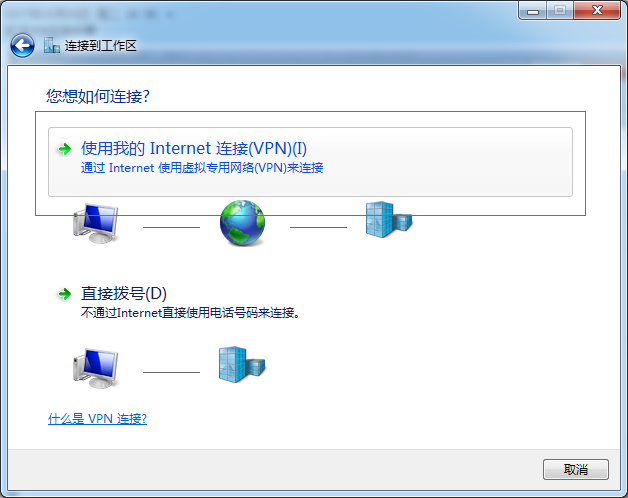 连接到工作区
您想如何连接?
使用我的 Internet 连接(VPN)(I)
通过 Internet 使用虚拟专用网络(VPN)来连接
直接拨号(D)
不通过Internet直接使用电话号码来连接。
什么是 VPN 连接?
取消